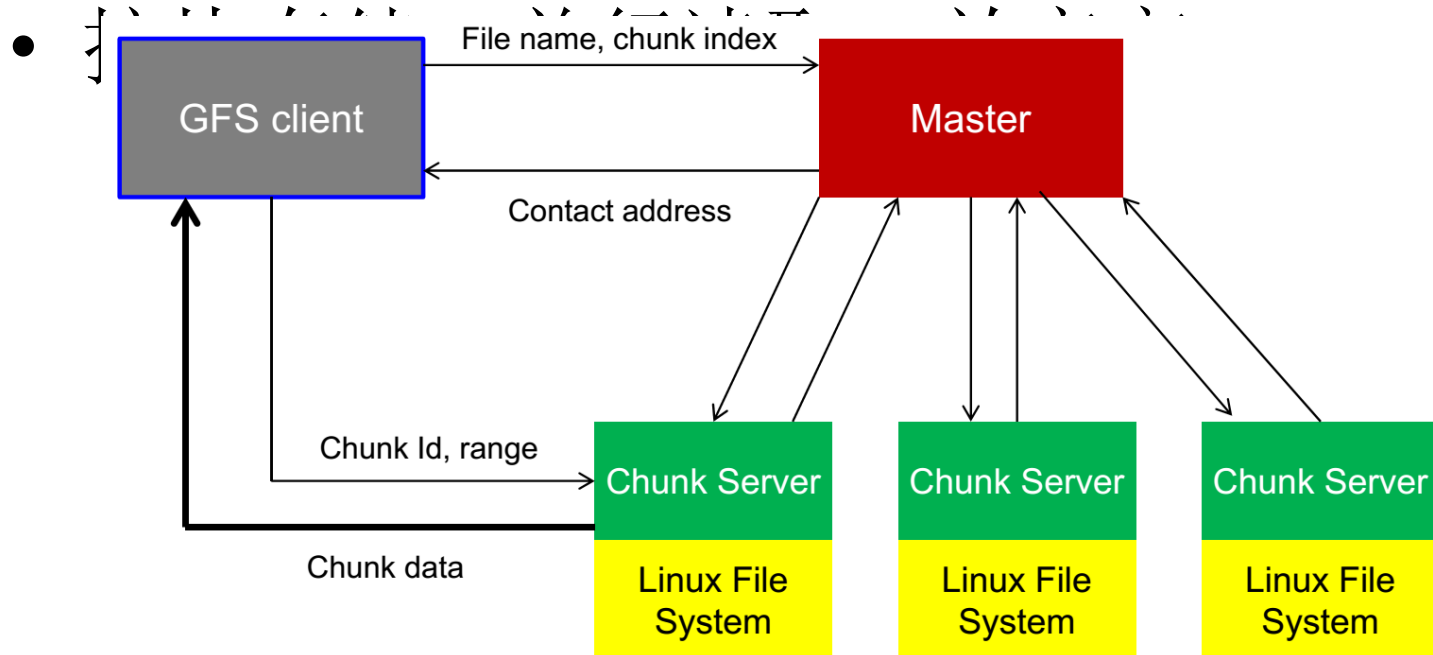 File name, chunk index
GFS client
Master
Contact address
Chunk Id, range
Chunk Server
Chunk Server
Chunk Server
Chunk data
Linux File
System
Linux File
System
Linux File
System